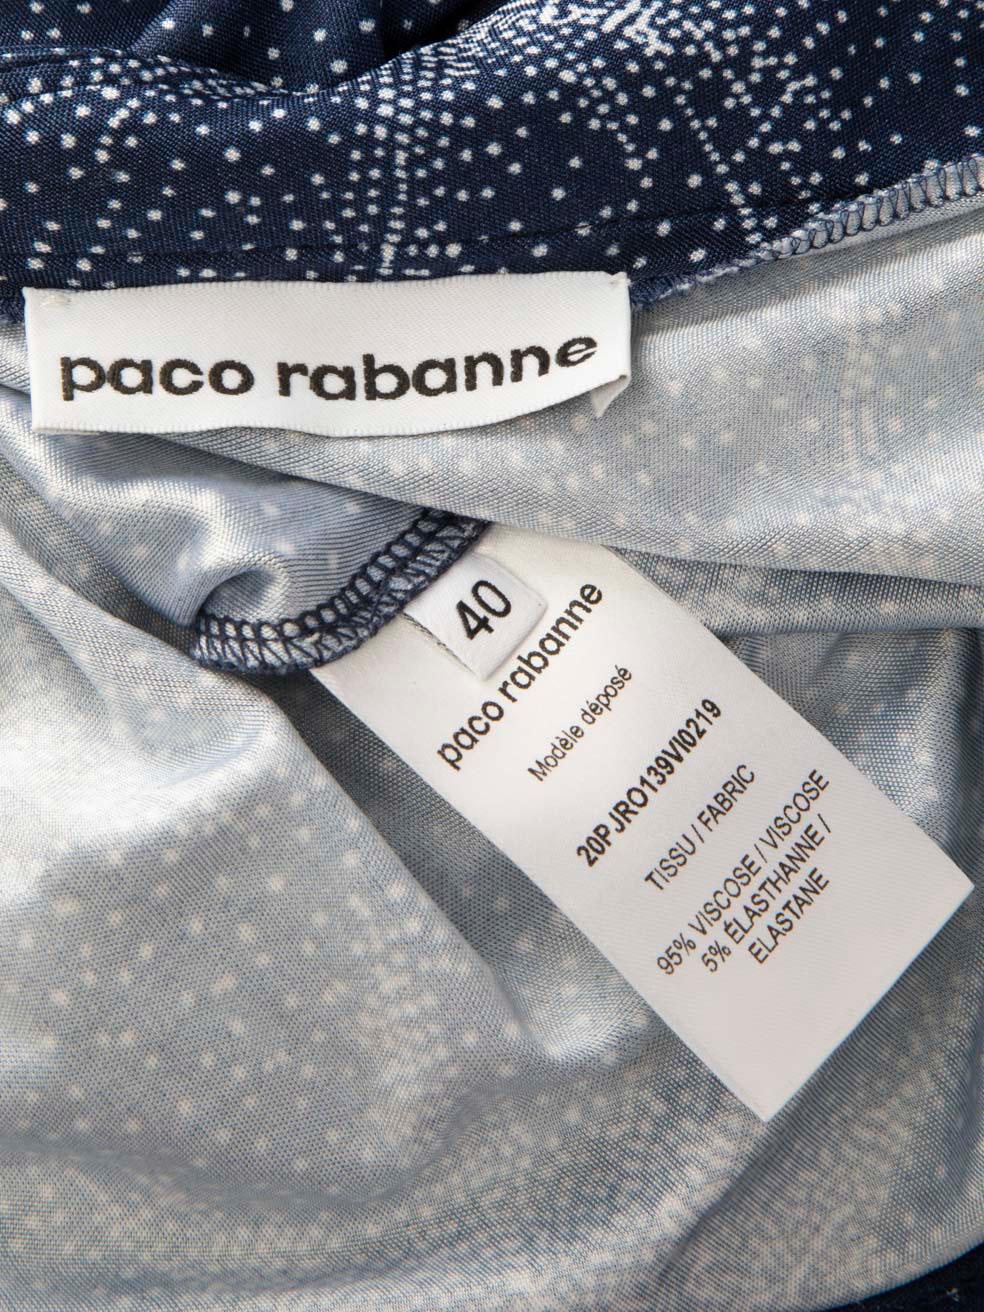 paco rabanne
40
paco rabanne
Modèle déposé
20PJRO139VI0219
TISSU / FABRIC
95% VISCOSE / VISCOSE
5% ÉLASTHANNE /
ELASTANE